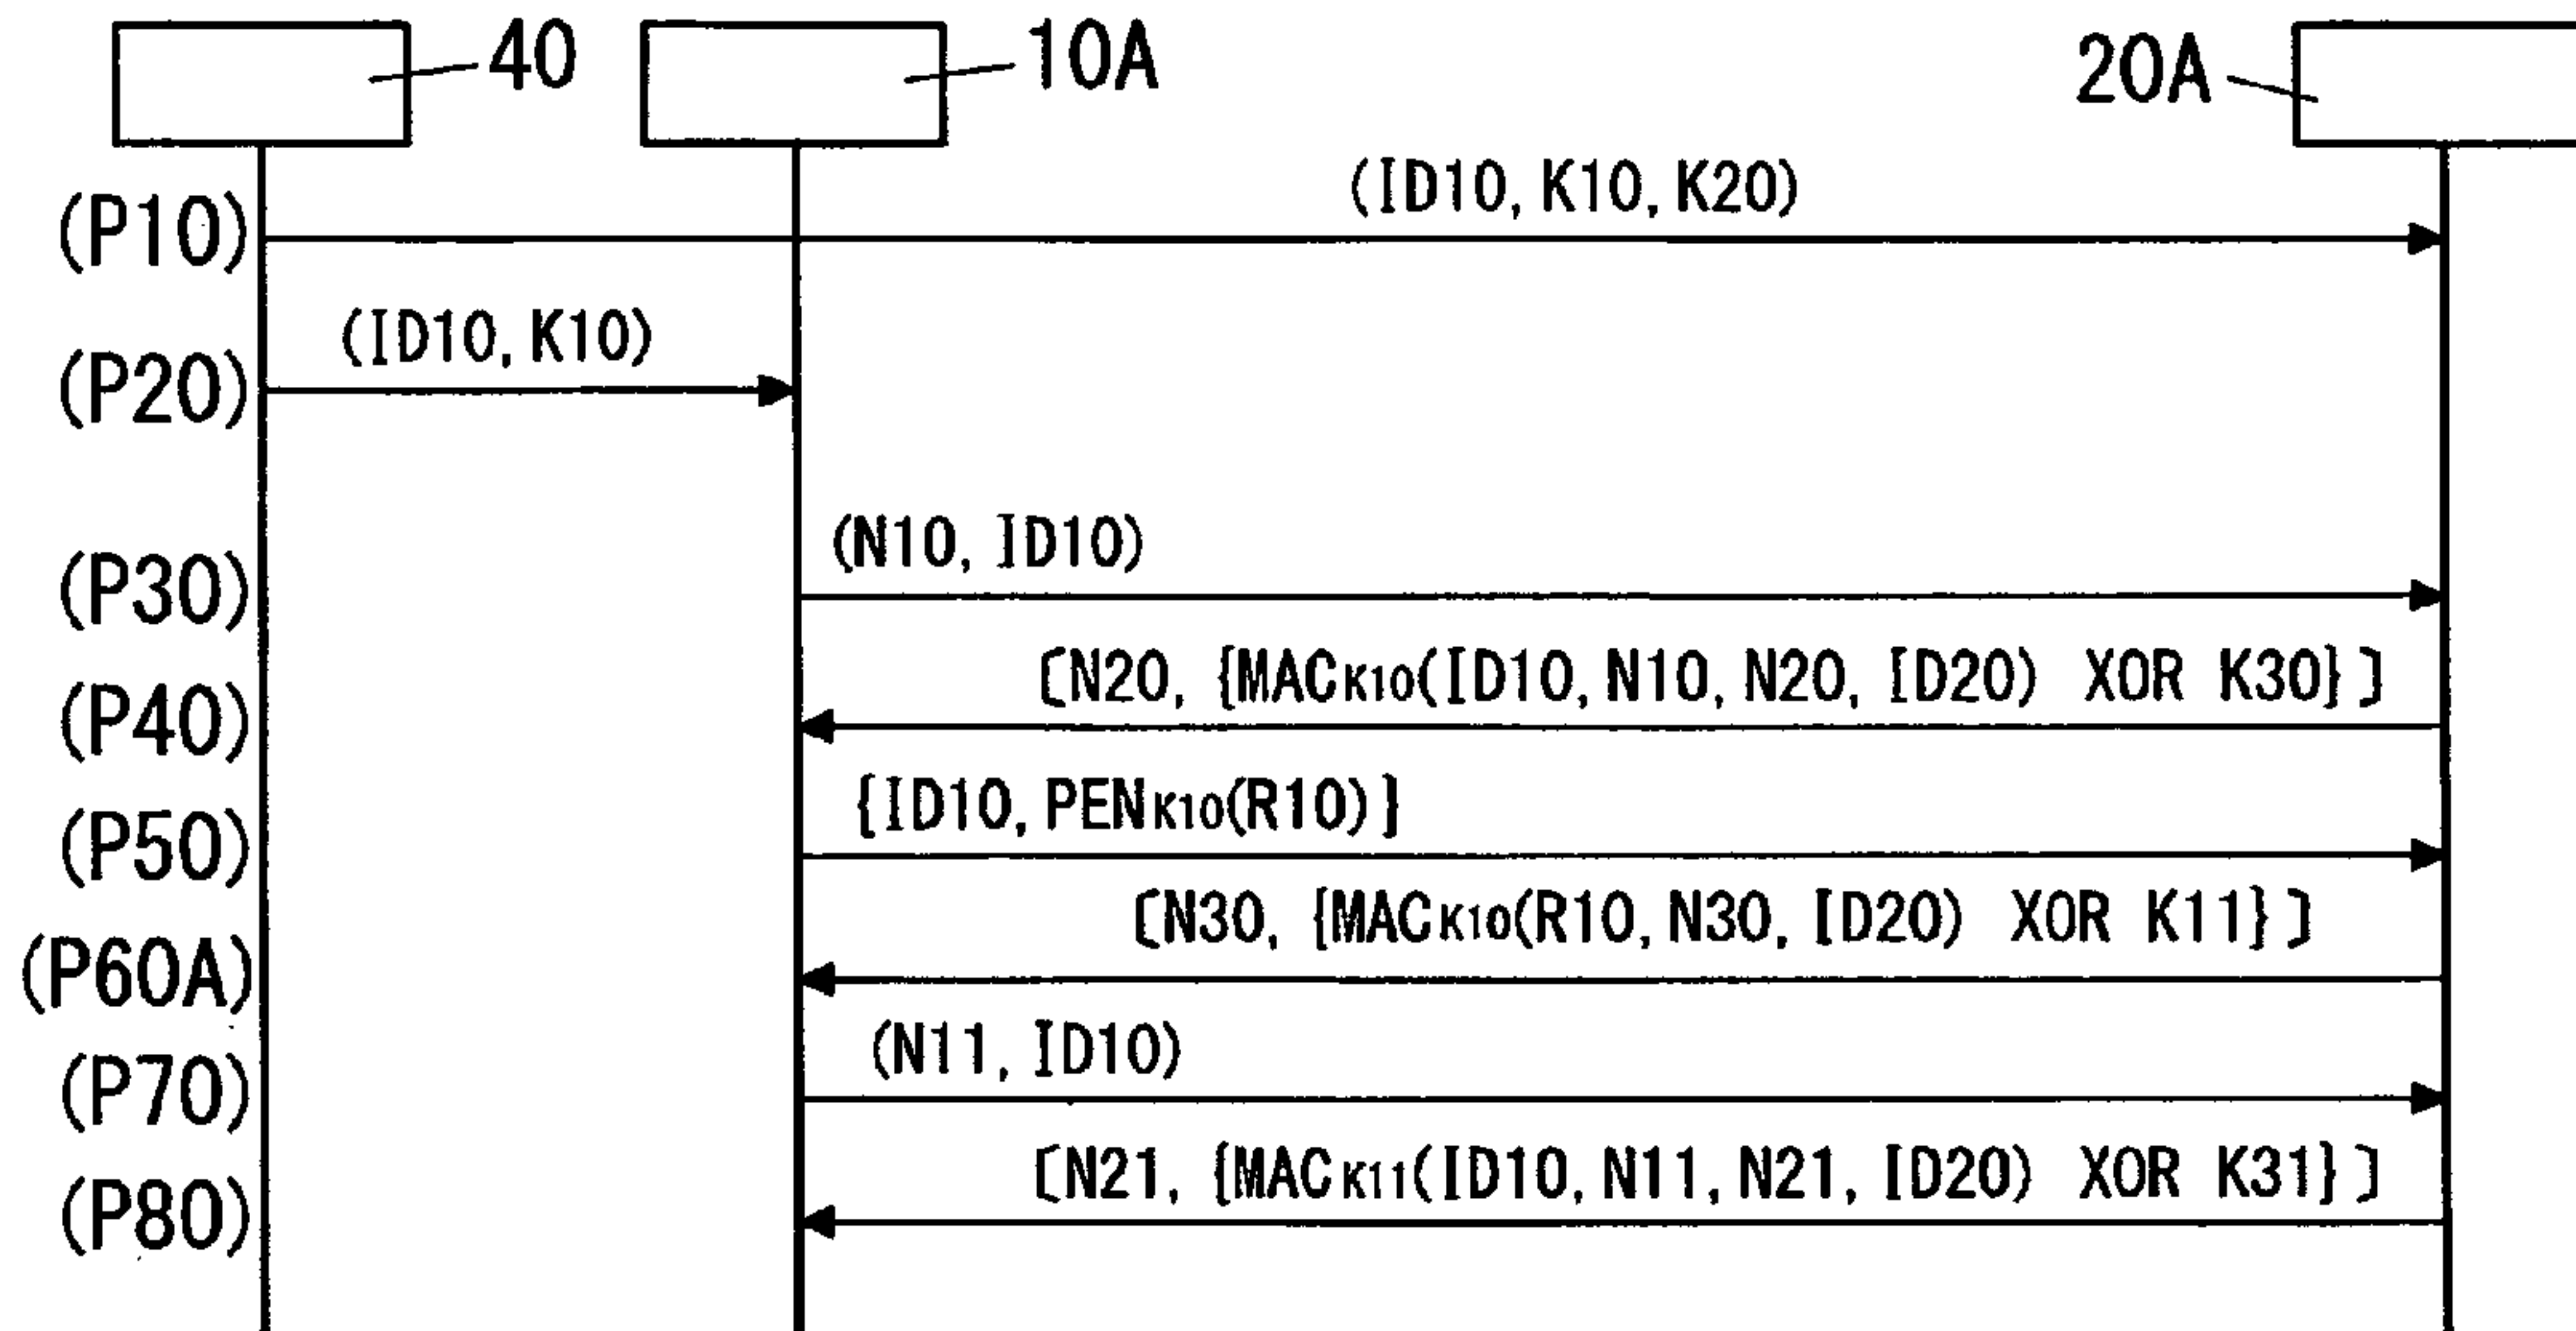 40 10A 20A
(ID10, K10, K20)
(P10)
(ID10, K10)
(P20)
(N10, ID10)
(P30)
〔N20, {MACK10(ID10, N10, N20, ID20) XOR K30}〕
(P40)
{ID10, PENK10(R10)}
(P50)
〔N30, {MACK10(R10, N30, ID20) XOR K11}〕
(P60A)
(N11, ID10)
(P70)
〔N21, {MACK11(ID10, N11, N21, ID20) XOR K31}〕
(P80)